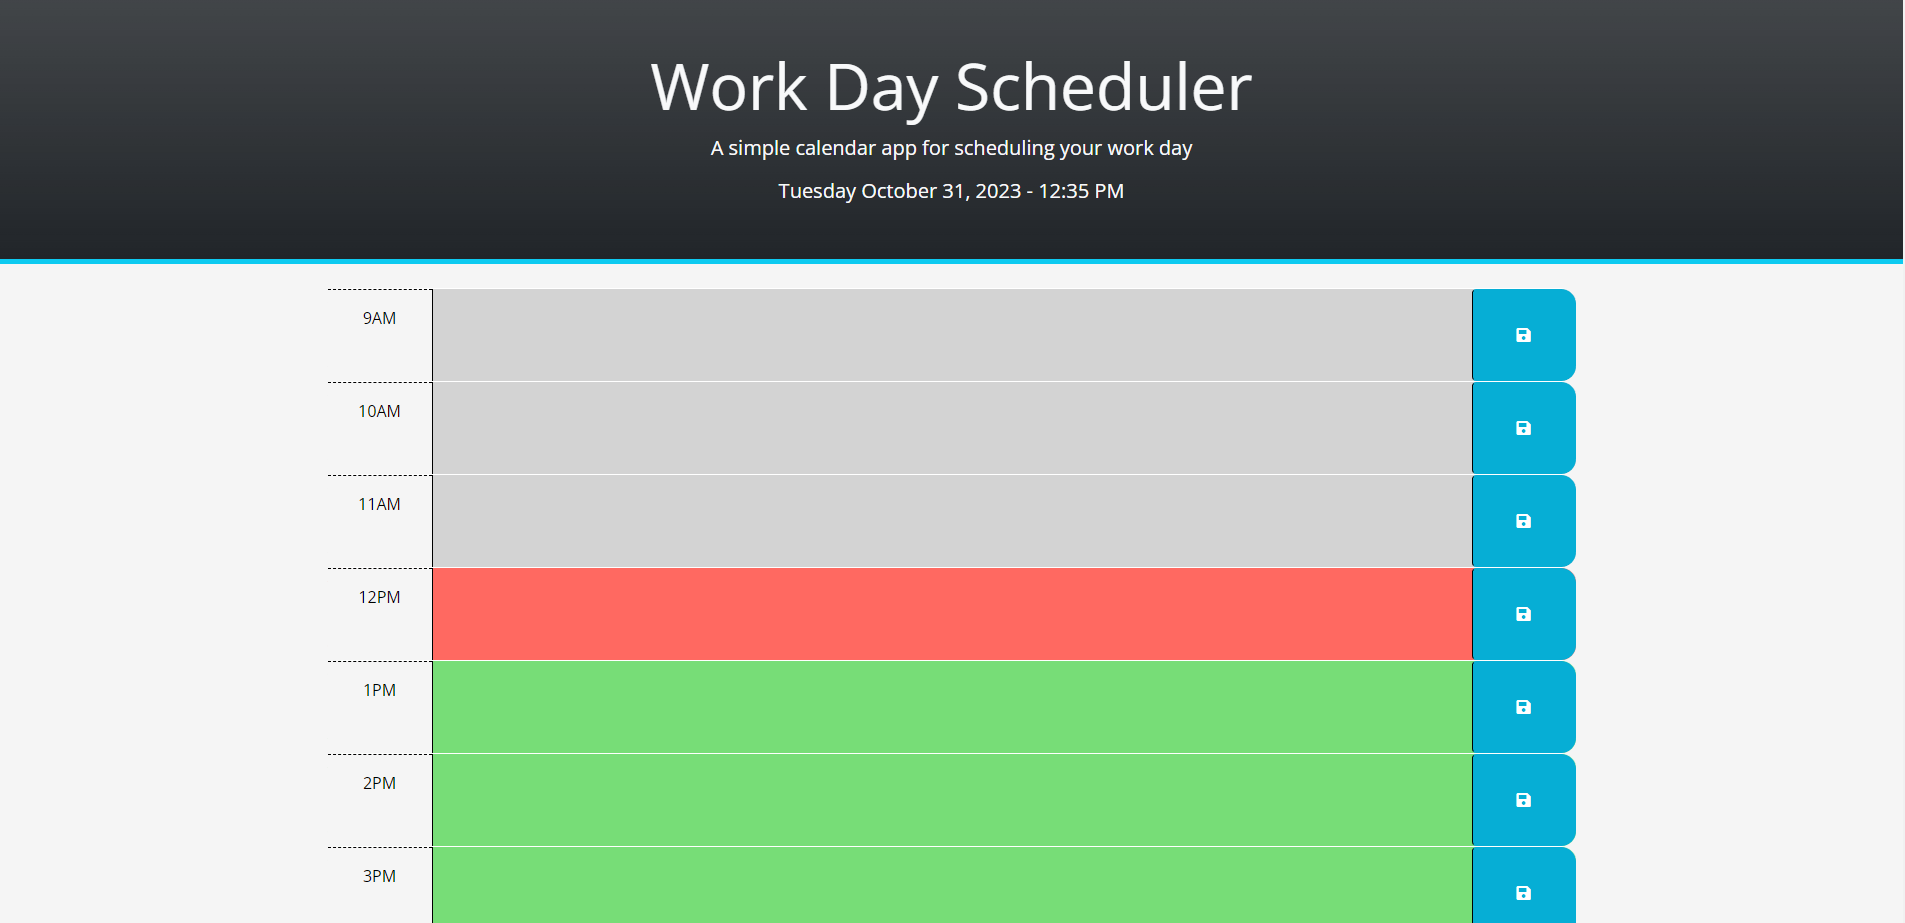 Work Day Scheduler
A simple calendar app for scheduling your work day
Tuesday October 31, 2023 - 12:35 PM
9AM
10AM
11AM
12PM
1PM
2PM
3PM